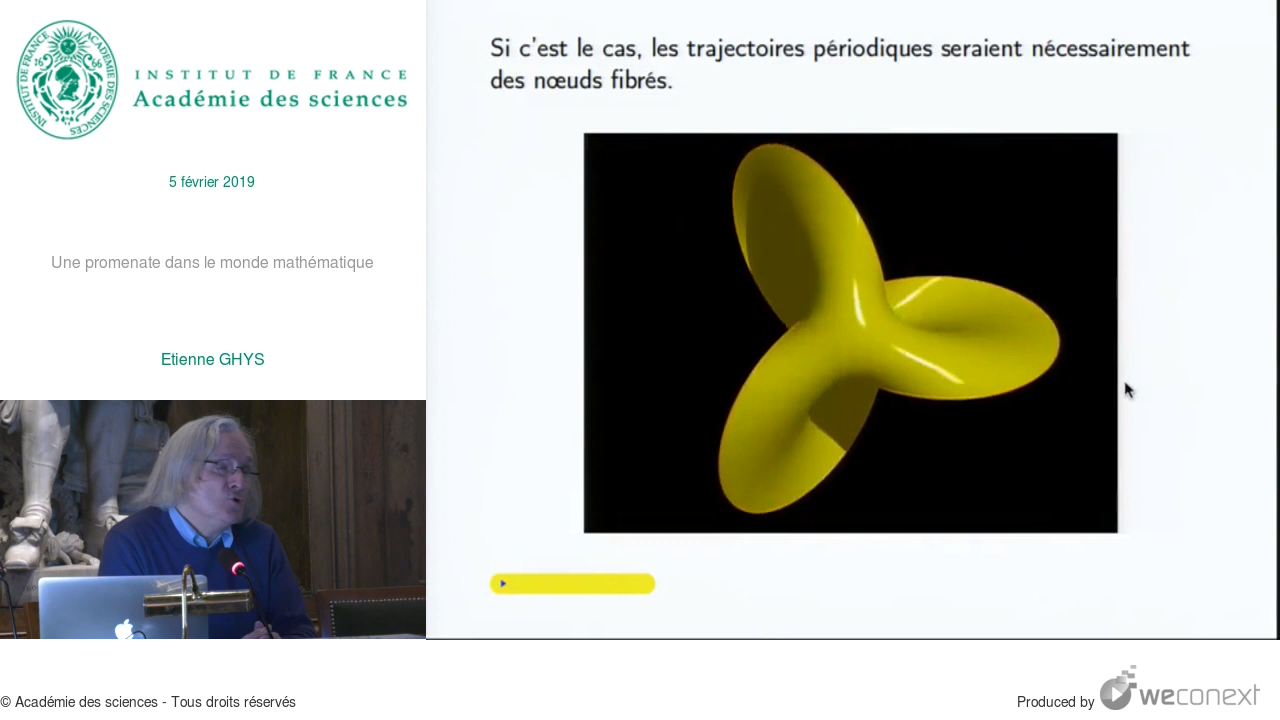 INSTITUT DE FRANCE
Académie des sciences
5 février 2019
Une promenate dans le monde mathématique
Etienne GHYS
Si c'est le cas, les trajectoires périodiques seraient nécessairement
des nœuds fibrés.
© Académie des sciences - Tous droits réservés
Produced by weconext